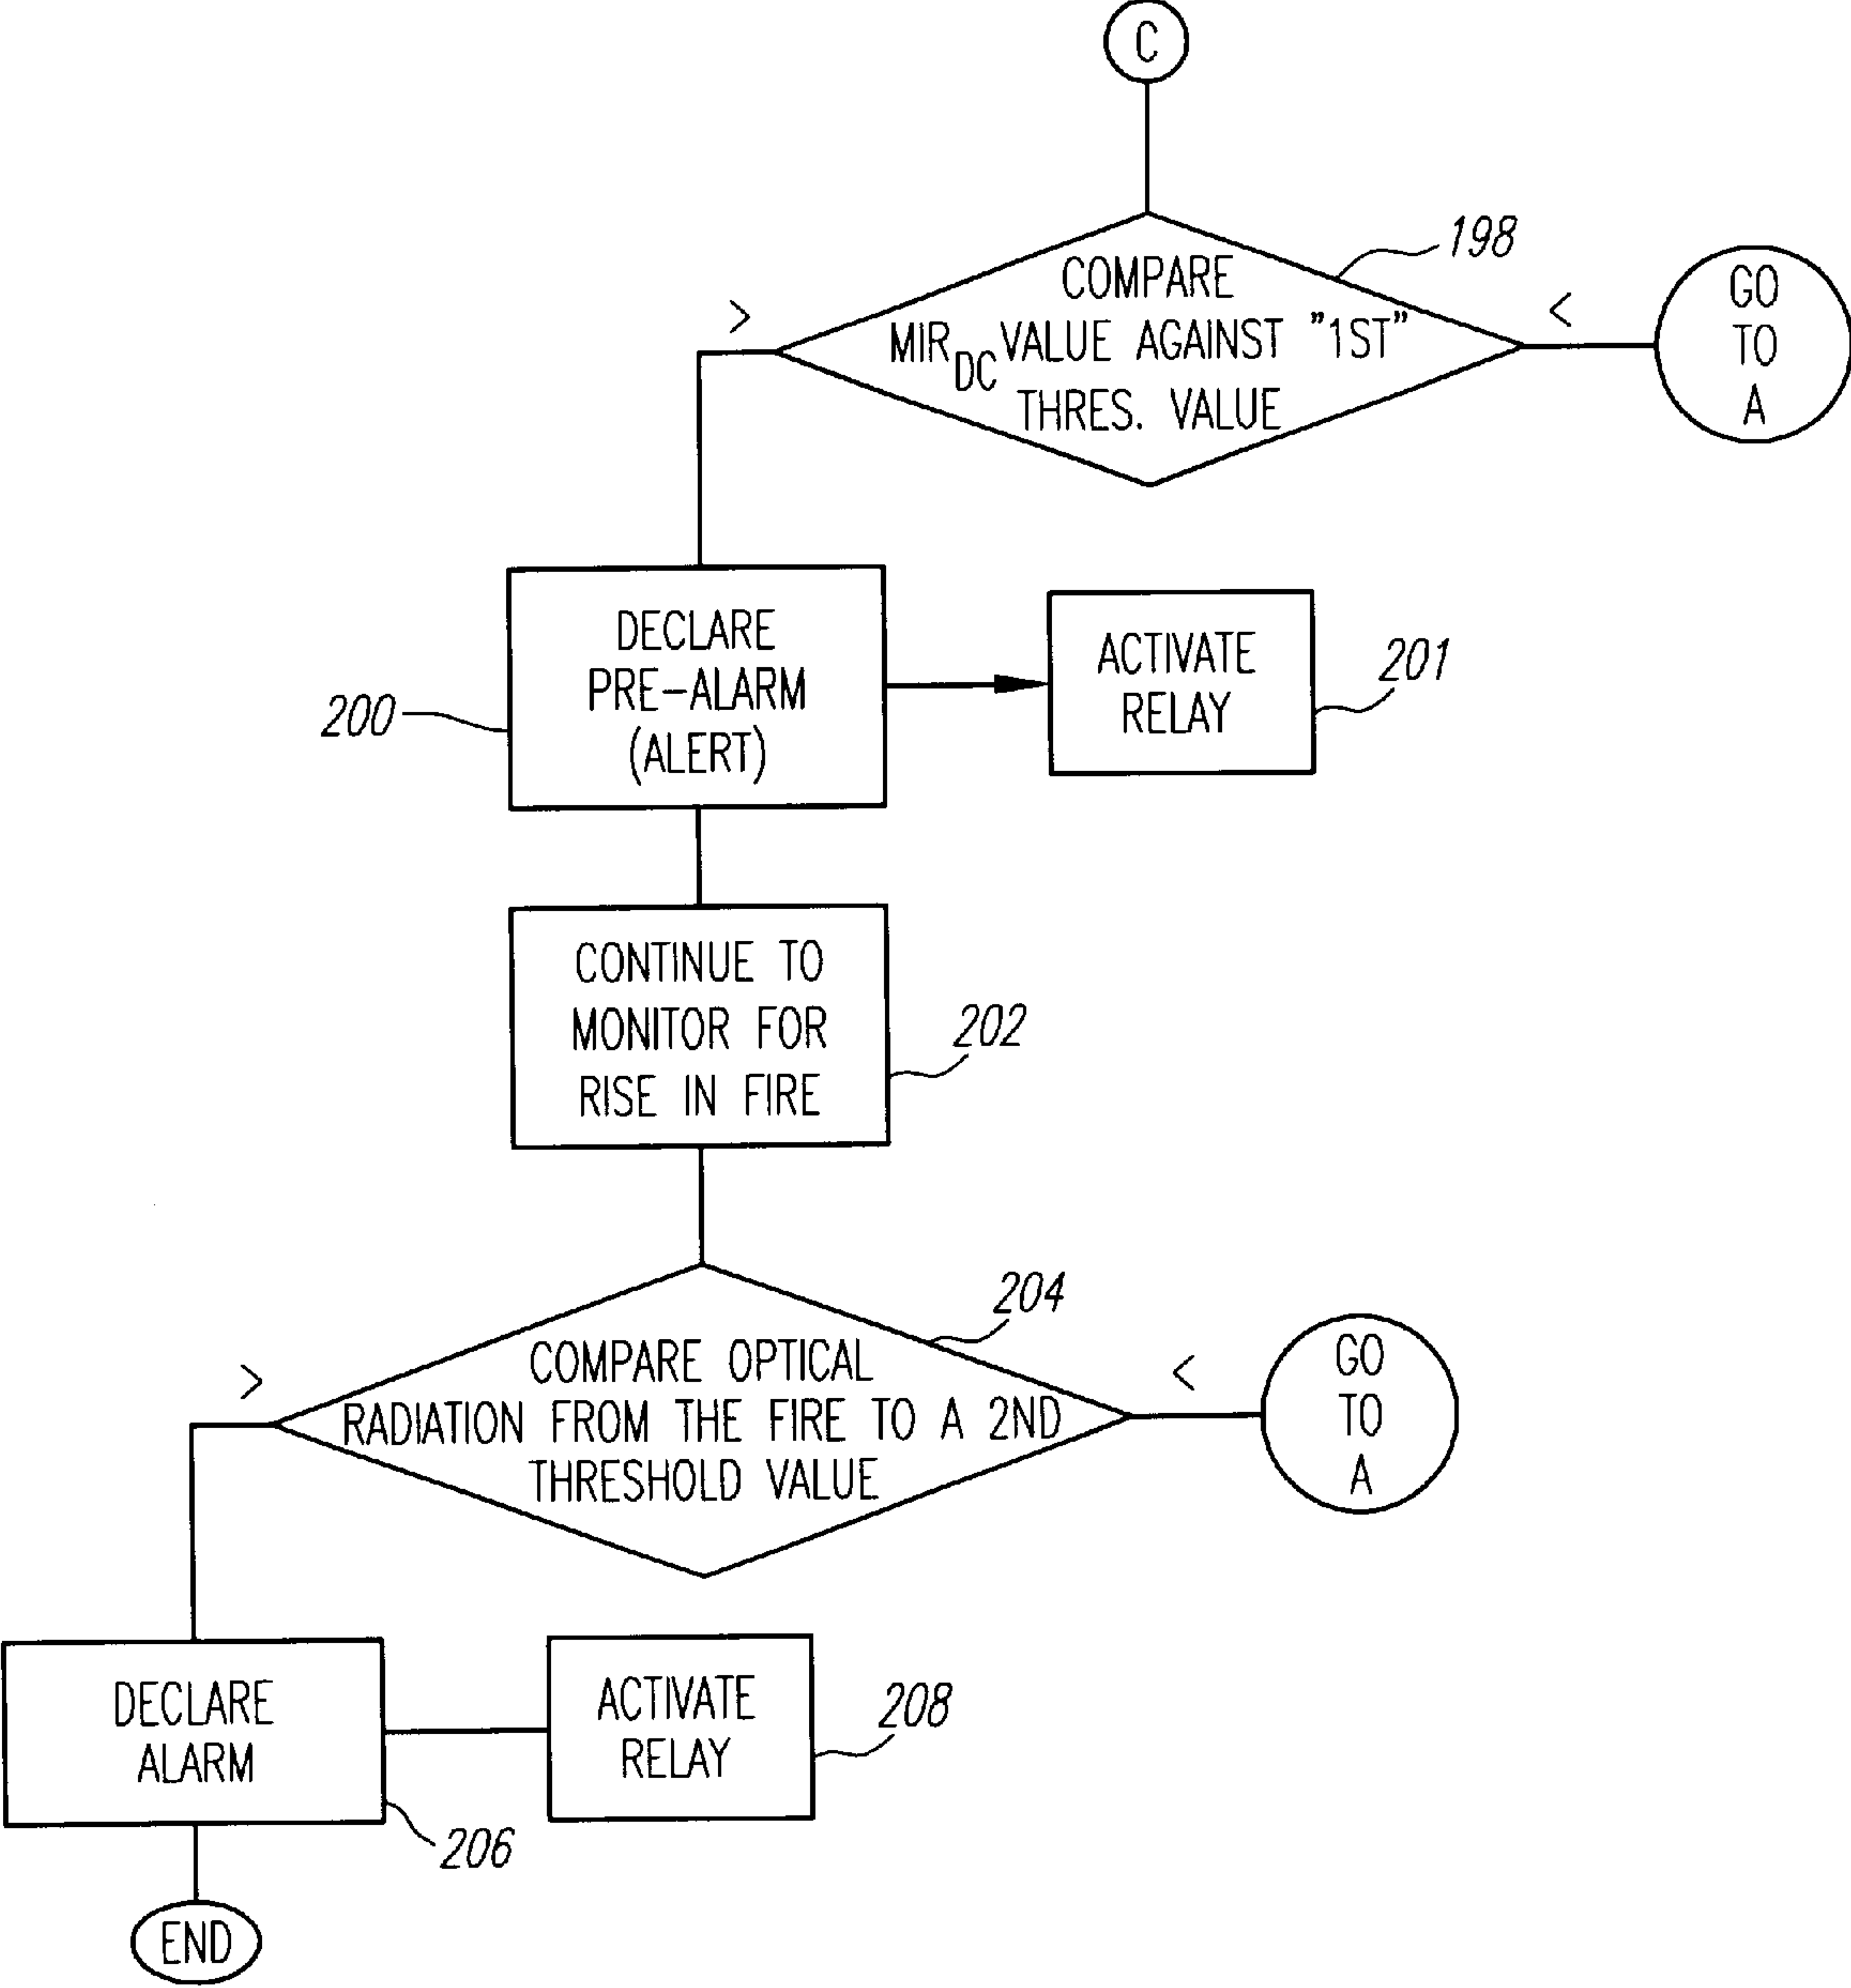 C
198
COMPARE
MIR DC VALUE AGAINST "1ST"
THRES. VALUE
>
<
GO
TO
A
DECLARE
PRE-ALARM
(ALERT)
200
ACTIVATE
RELAY
201
CONTINUE TO
MONITOR FOR
RISE IN FIRE
202
204
COMPARE OPTICAL
RADIATION FROM THE FIRE TO A 2ND
THRESHOLD VALUE
>
<
GO
TO
A
DECLARE
ALARM
206
ACTIVATE
RELAY
208
END